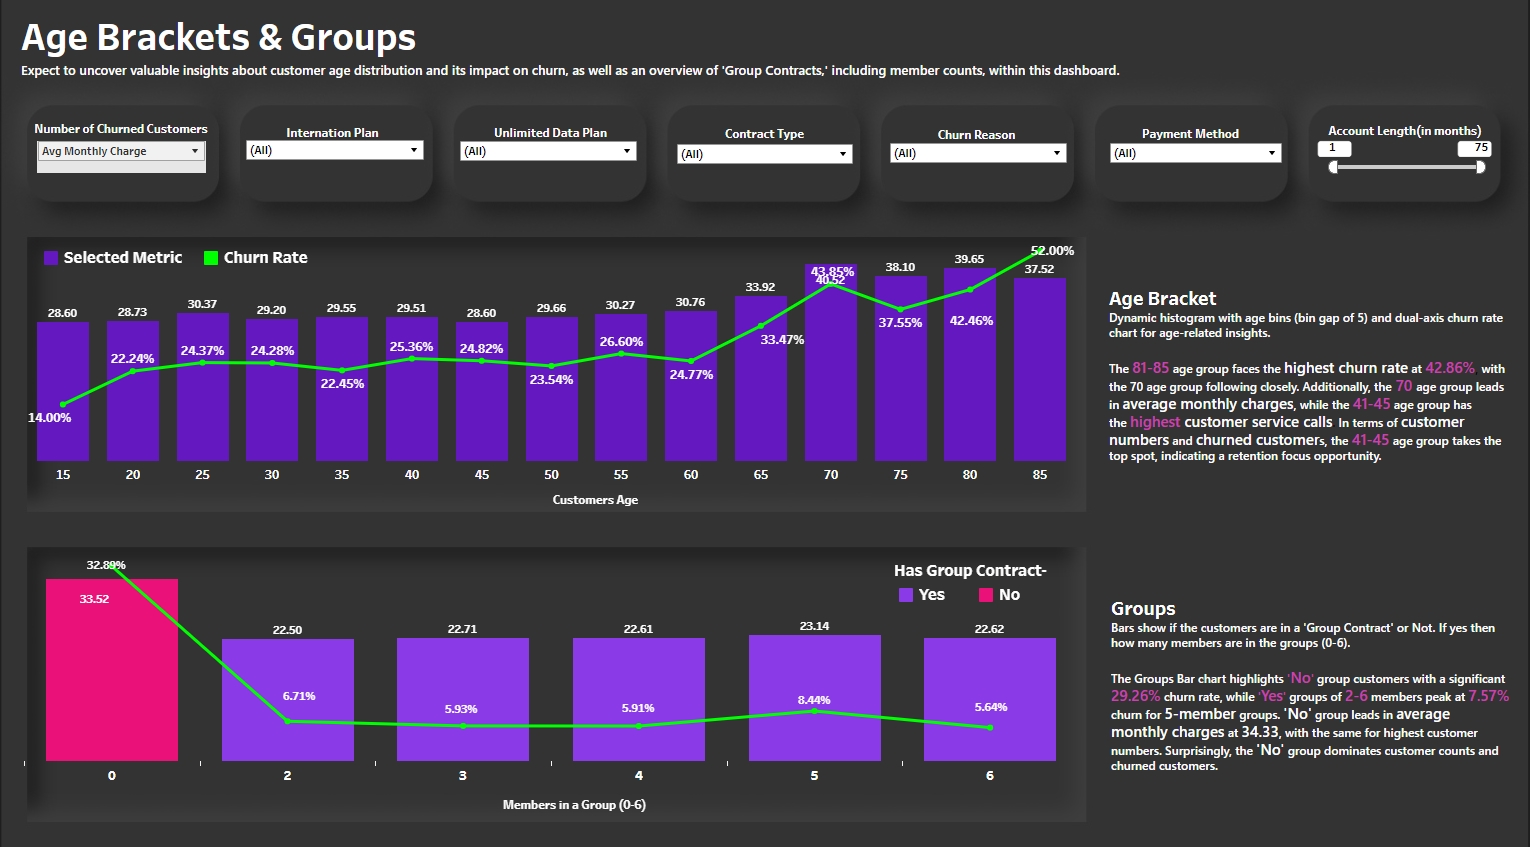 Age Brackets & Groups
Expect to uncover valuable insights about customer age distribution and its impact on churn, as well as an overview of 'Group Contracts,' including member counts, within this dashboard.
Number of Churned Customers
Avg Monthly Charge
Internation Plan
(All)
Unlimited Data Plan
(All)
Contract Type
(All)
Churn Reason
(All)
Payment Method
(All)
Account Length(in months)
1 75
Selected Metric Churn Rate
28.60 28.73 30.37 29.20 29.55 29.51 28.60 29.66 30.27 30.76 33.92 40.52 38.10 39.65 37.52
14.00% 22.24% 24.37% 24.28% 22.45% 25.36% 24.82% 23.54% 26.60% 24.77% 33.47% 43.85% 37.55% 42.46% 52.00%
15 20 25 30 35 40 45 50 55 60 65 70 75 80 85
Customers Age
Age Bracket
Dynamic histogram with age bins (bin gap of 5) and dual-axis churn rate
chart for age-related insights.
The 81-85 age group faces the highest churn rate at 42.86%, with
the 70 age group following closely. Additionally, the 70 age group leads
in average monthly charges, while the 41-45 age group has
the highest customer service calls. In terms of customer
numbers and churned customers, the 41-45 age group takes the
top spot, indicating a retention focus opportunity.
Has Group Contract-
Yes No
32.89%
33.52 22.50 22.71 22.61 23.14 22.62
6.71% 5.93% 5.91% 8.44% 5.64%
0 2 3 4 5 6
Members in a Group (0-6)
Groups
Bars show if the customers are in a 'Group Contract' or Not. If yes then
how many members are in the groups (0-6).
The Groups Bar chart highlights 'No' group customers with a significant
29.26% churn rate, while 'Yes' groups of 2-6 members peak at 7.57%
churn for 5-member groups. 'No' group leads in average
monthly charges at 34.33, with the same for highest customer
numbers. Surprisingly, the 'No' group dominates customer counts and
churned customers.